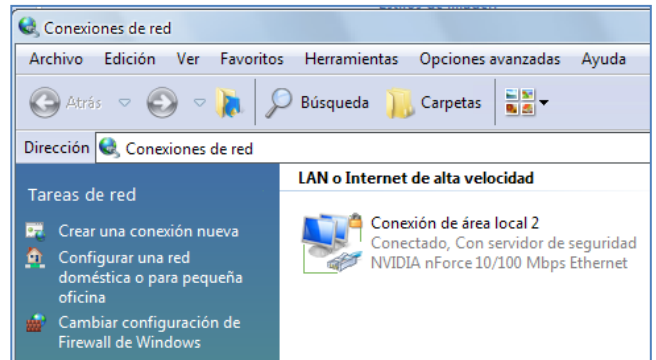 Conexiones de red
Archivo Edición Ver Favoritos Herramientas Opciones avanzadas Ayuda
Atrás Búsqueda Carpetas
Dirección Conexiones de red
Tareas de red
Crear una conexión nueva
Configurar una red
doméstica o para pequeña
oficina
Cambiar configuración de
Firewall de Windows
LAN o Internet de alta velocidad
Conexión de área local 2
Conectado, Con servidor de seguridad
NVIDIA nForce 10/100 Mbps Ethernet